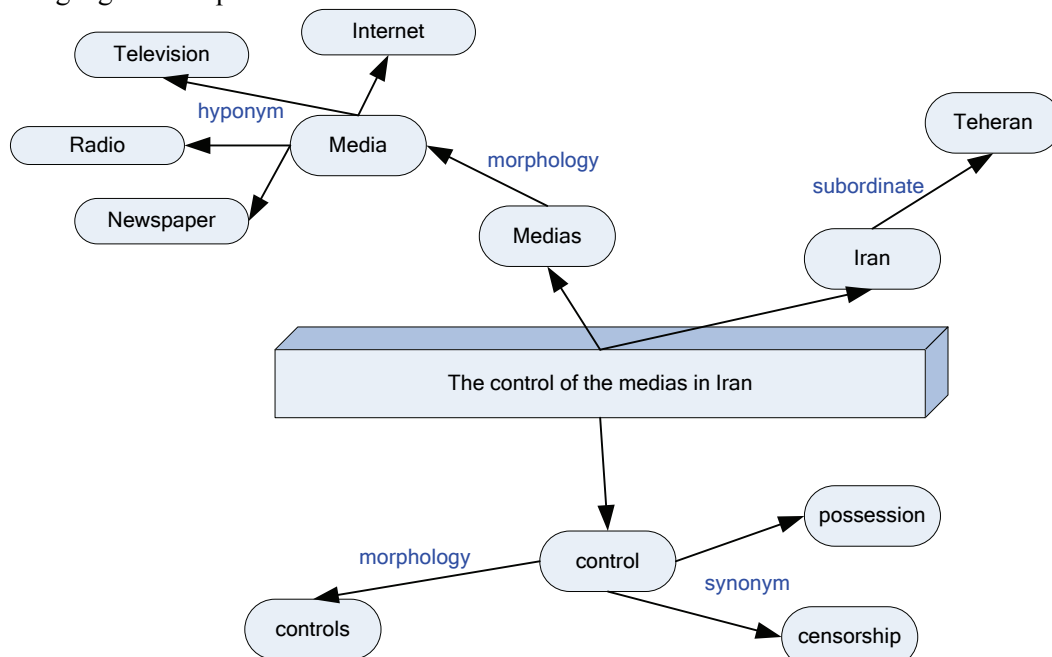 Internet
Television
hyponym
Media
Radio
Newspaper
morphology
Medias
Teheran
subordinate
Iran
The control of the medias in Iran
possession
morphology
control
synonym
controls
censorship